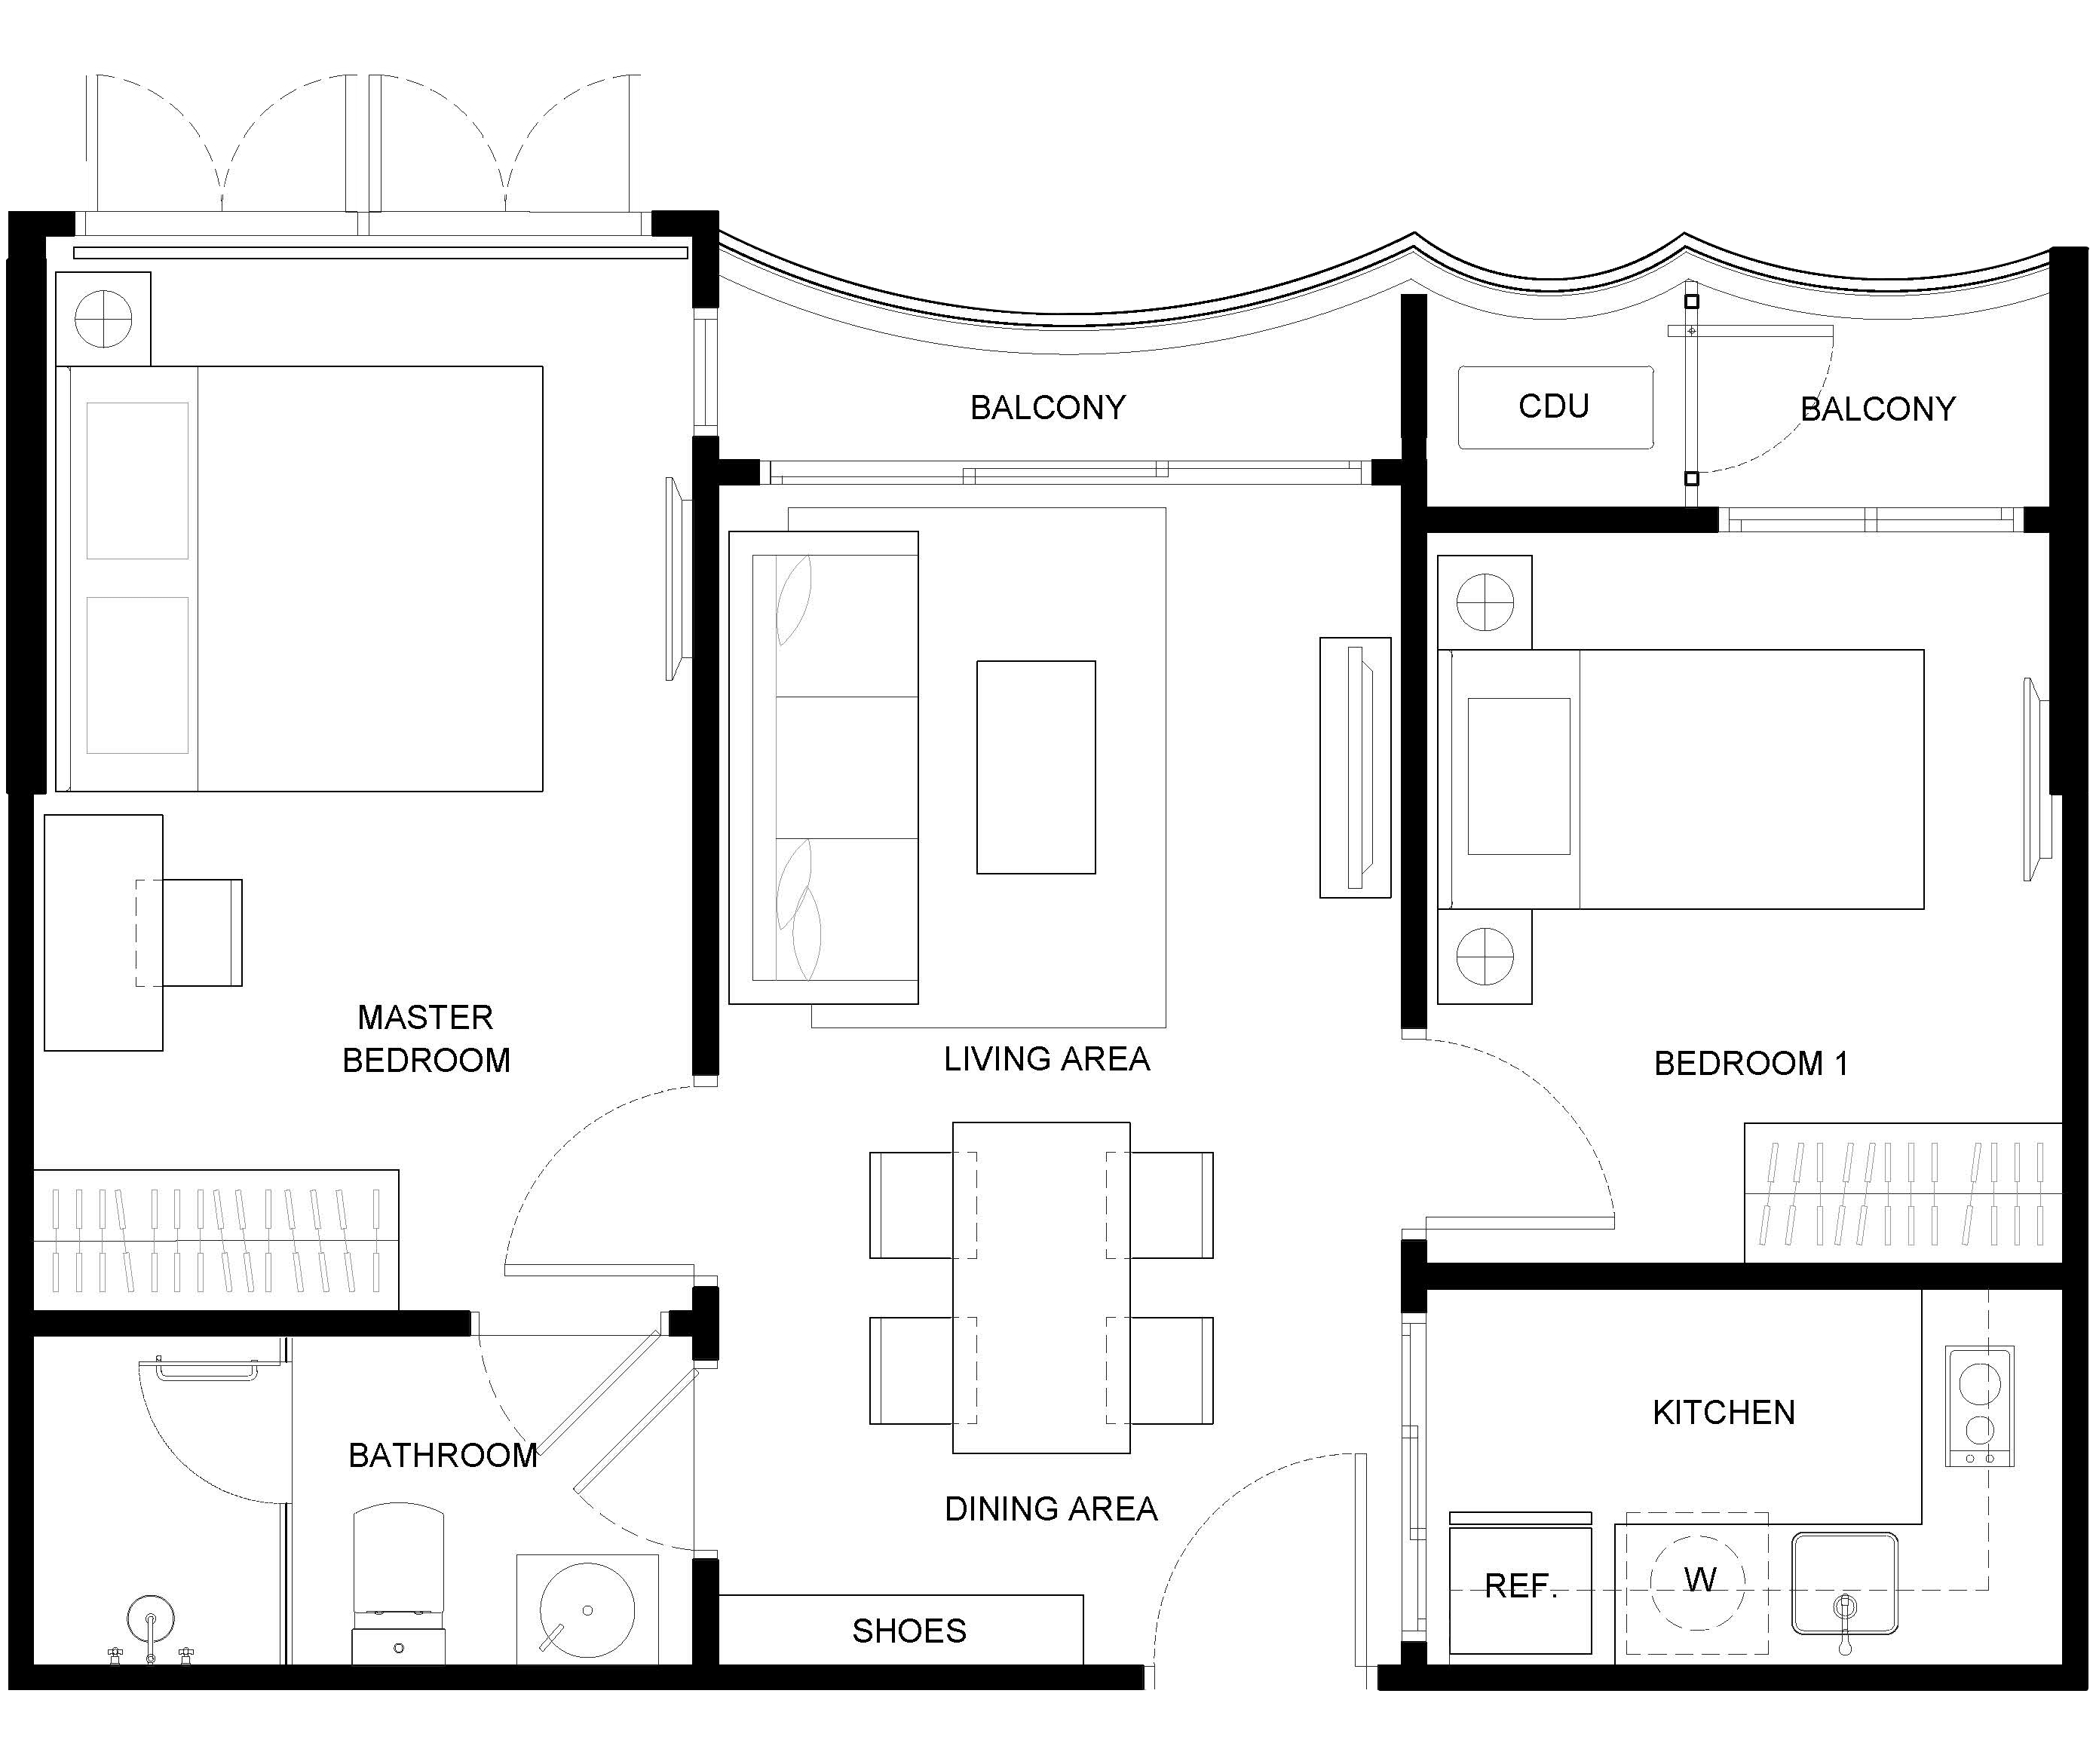 BALCONY
CDU
BALCONY
MASTER
BEDROOM
LIVING AREA
BEDROOM 1
KITCHEN
BATHROOM
DINING AREA
REF.
W
SHOES